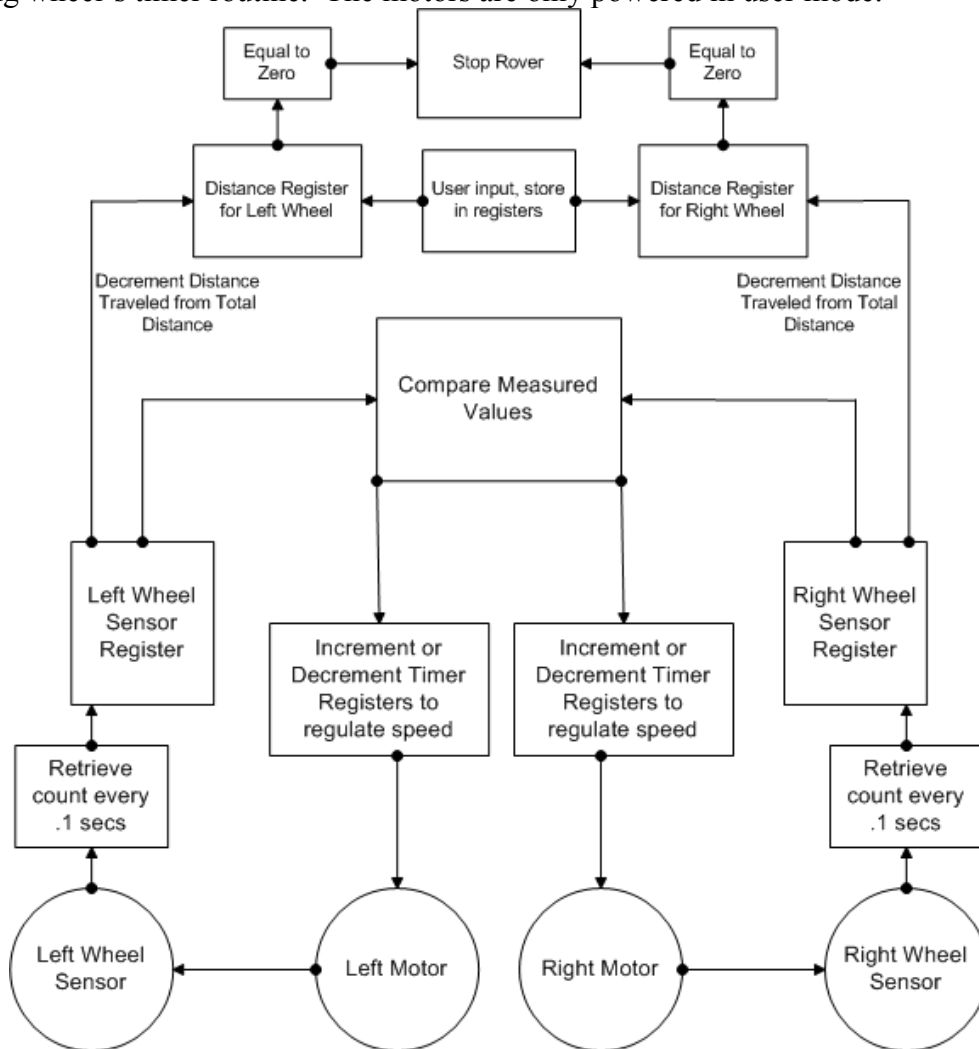 g wheel's timer routine. The motors are only powered in user mode.
Equal to
Zero
Stop Rover
Equal to
Zero
Distance Register
for Left Wheel
User input, store
in registers
Distance Register
for Right Wheel
Decrement Distance
Traveled from Total
Distance
Decrement Distance
Traveled from Total
Distance
Compare Measured
Values
Left Wheel
Sensor
Register
Right Wheel
Sensor
Register
Increment or
Decrement Timer
Registers to
regulate speed
Increment or
Decrement Timer
Registers to
regulate speed
Retrieve
count every
.1 secs
Retrieve
count every
.1 secs
Left Wheel
Sensor
Left Motor
Right Motor
Right Wheel
Sensor